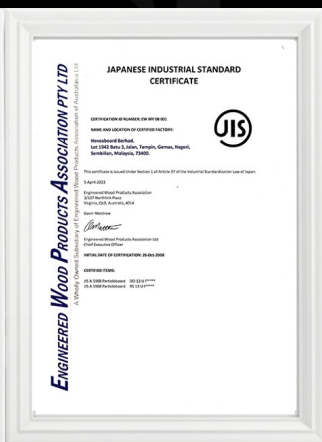 ENGINEERED WOOD PRODUCTS ASSOCIATION PTY LTD
A Wholly Owned Subsidiary of Engineered Wood Products Association of Australasia Ltd
JAPANESE INDUSTRIAL STANDARD
CERTIFICATE
JIS
CERTIFICATION ID NUMBER: EW MY 08 001
NAME AND LOCATION OF CERTIFIED FACTORY:
Heveaboard Berhad.
Lot 1942 Batu 3, Jalan, Tampin, Gemas, Negeri,
Sembilan, Malaysia, 73400.
This certificate is issued Under Section 1 of Article 37 of the Industrial Standardization Law of Japan.
5 April 2023
Engineered Wood Products Association
3/107 Northlink Place
Virginia, Qld, Australia, 4014
Gavin Matthew
Engineered Wood Products Association Ltd
Chief Executive Officer
INITIAL DATE OF CERTIFICATION: 26-Oct-2008
CERTIFIED ITEMS:
JIS A 5908 Particleboard
JIS A 5908 Particleboard